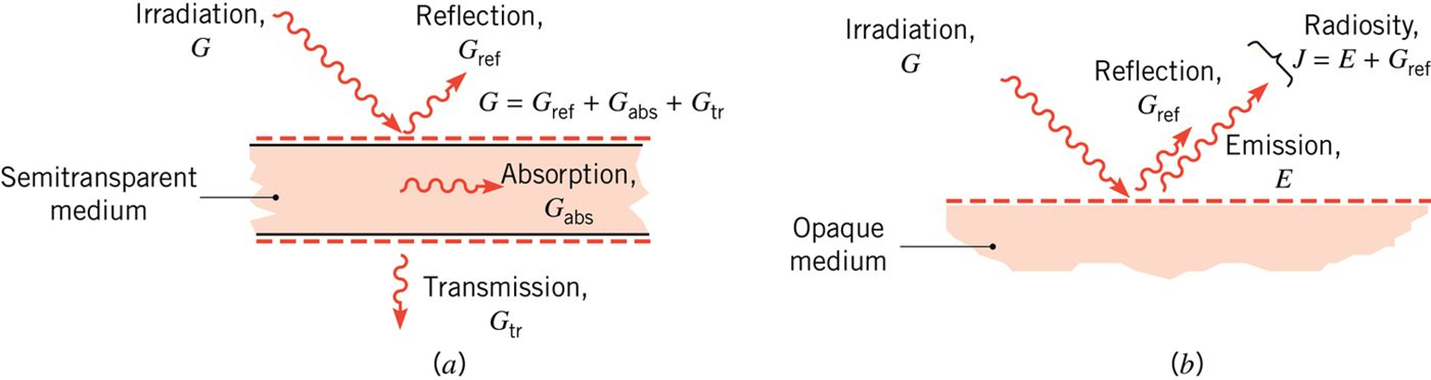 Irradiation,
G
Reflection,
G_ref
G = G_ref + G_abs + G_tr
Semitransparent
medium
Absorption,
G_abs
Transmission,
G_tr
(a)
Irradiation,
G
Reflection,
G_ref
Radiosity,
J = E + G_ref
Emission,
E
Opaque
medium
(b)